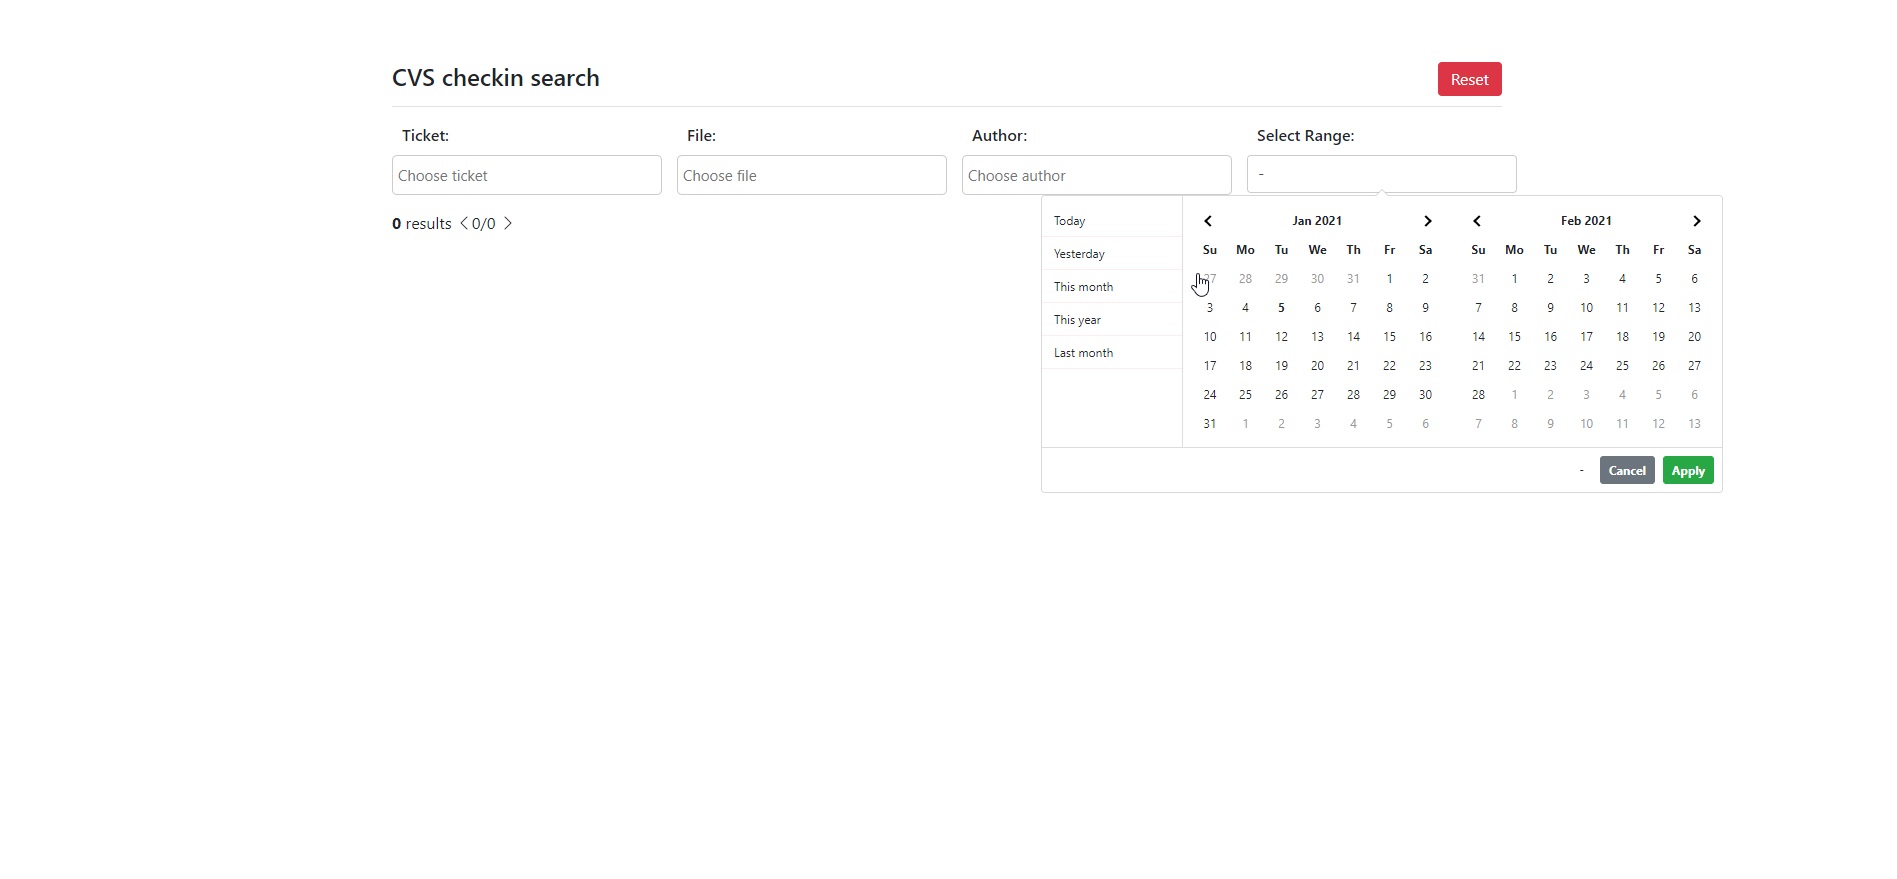 CVS checkin search
Reset
Ticket:
File:
Author:
Select Range:
Choose ticket
Choose file
Choose author
-
0 results < 0/0 >
Today
Yesterday
This month
This year
Last month
Jan 2021
Su Mo Tu We Th Fr Sa
27 28 29 30 31 1 2
3 4 5 6 7 8 9
10 11 12 13 14 15 16
17 18 19 20 21 22 23
24 25 26 27 28 29 30
31 1 2 3 4 5 6
Feb 2021
Su Mo Tu We Th Fr Sa
31 1 2 3 4 5 6
7 8 9 10 11 12 13
14 15 16 17 18 19 20
21 22 23 24 25 26 27
28 1 2 3 4 5 6
7 8 9 10 11 12 13
-
Cancel
Apply